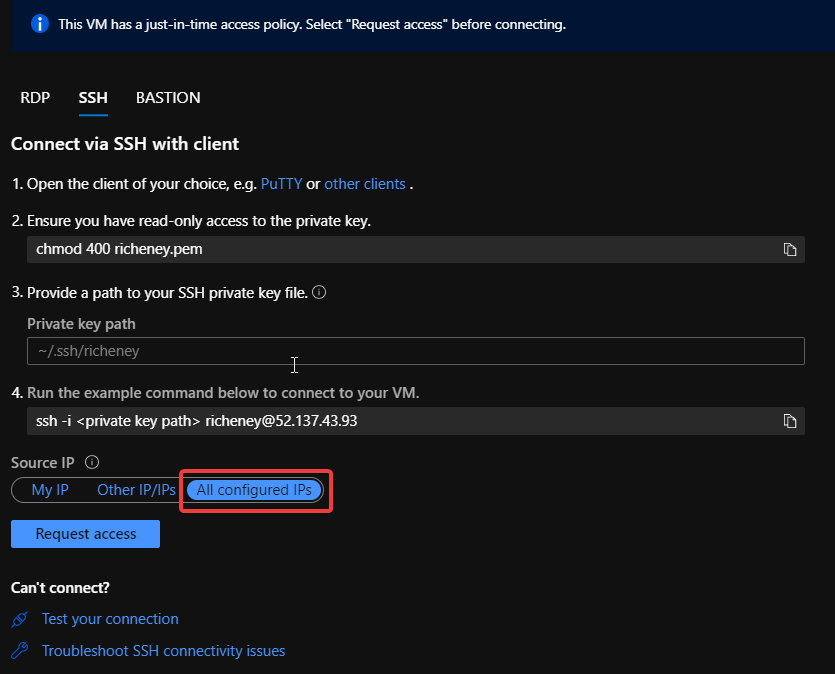 This VM has a just-in-time access policy. Select "Request access" before connecting.
RDP SSH BASTION
Connect via SSH with client
1. Open the client of your choice, e.g. PuTTY or other clients .
2. Ensure you have read-only access to the private key.
chmod 400 richeney.pem
3. Provide a path to your SSH private key file.
Private key path
~/.ssh/richeney
4. Run the example command below to connect to your VM.
ssh -i <private key path> richeney@52.137.43.93
Source IP
My IP Other IP/IPs All configured IPs
Request access
Can't connect?
Test your connection
Troubleshoot SSH connectivity issues